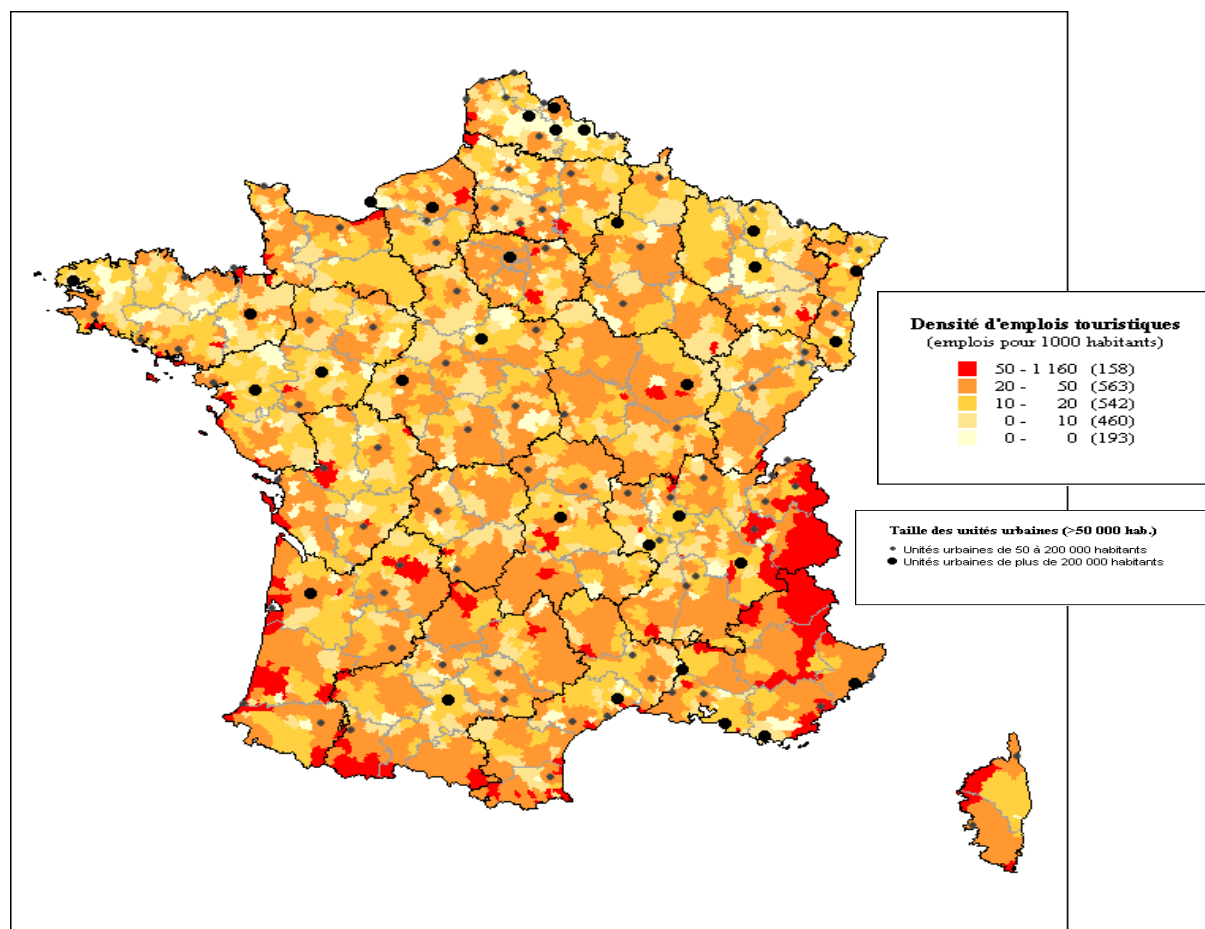 Densité d'emplois touristiques
(emplois pour 1000 habitants)
50 - 1 160 (158)
20 - 50 (563)
10 - 20 (542)
0 - 10 (460)
0 - 0 (193)
Taille des unités urbaines (>50 000 hab.)
Unités urbaines de 50 à 200 000 habitants
Unités urbaines de plus de 200 000 habitants